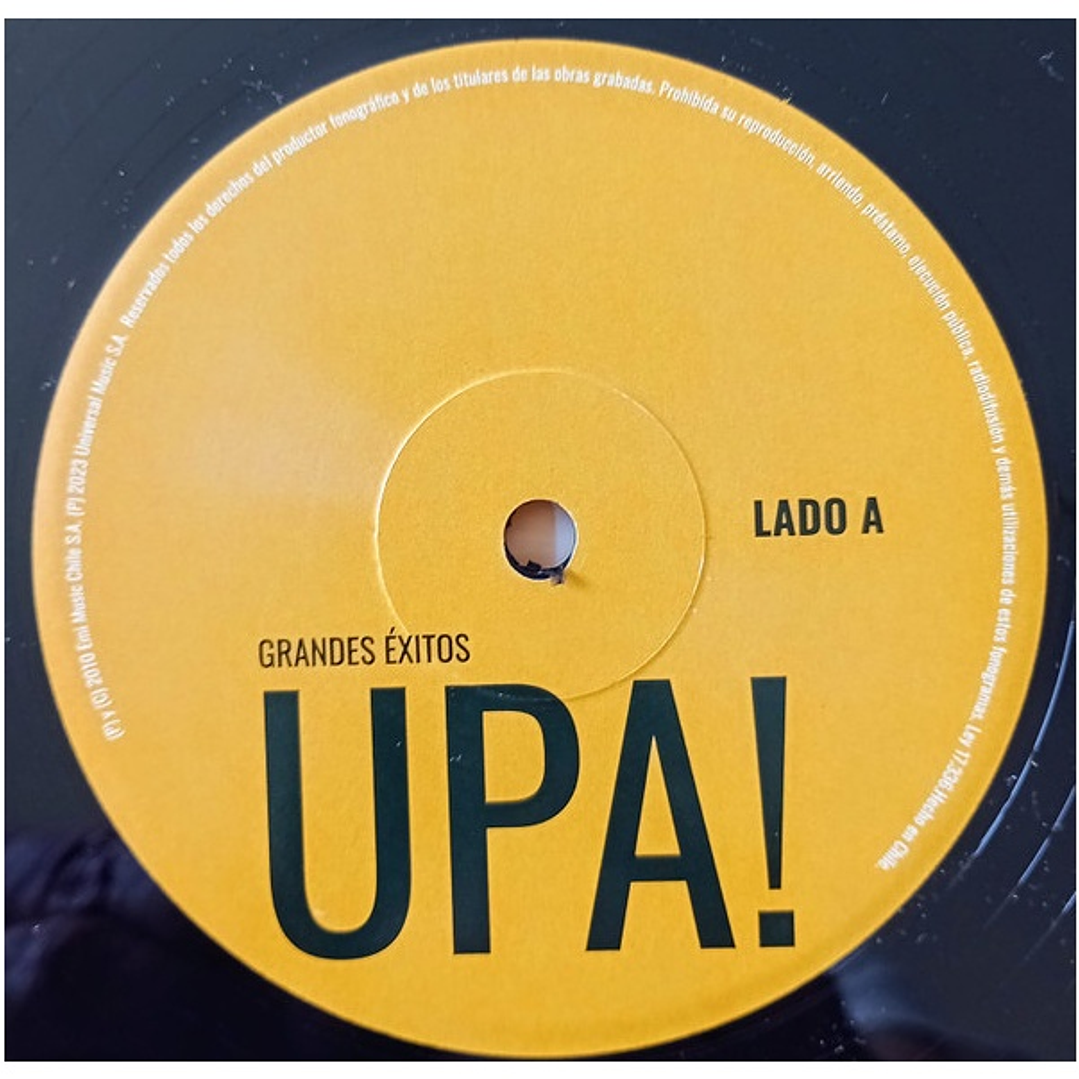 (P) y (C) 2010 Emi Music Chile S.A. (P) 2023 Universal Music S.A. Reservados todos los derechos del productor fonográfico y de los titulares de las obras grabadas. Prohibida su reproducción, arriendo, préstamo, ejecución pública, radiodifusión y demás utilizaciones de estos fonogramas. Ley 17.336.Hecho en Chile.
LADO A
GRANDES ÉXITOS
UPA!